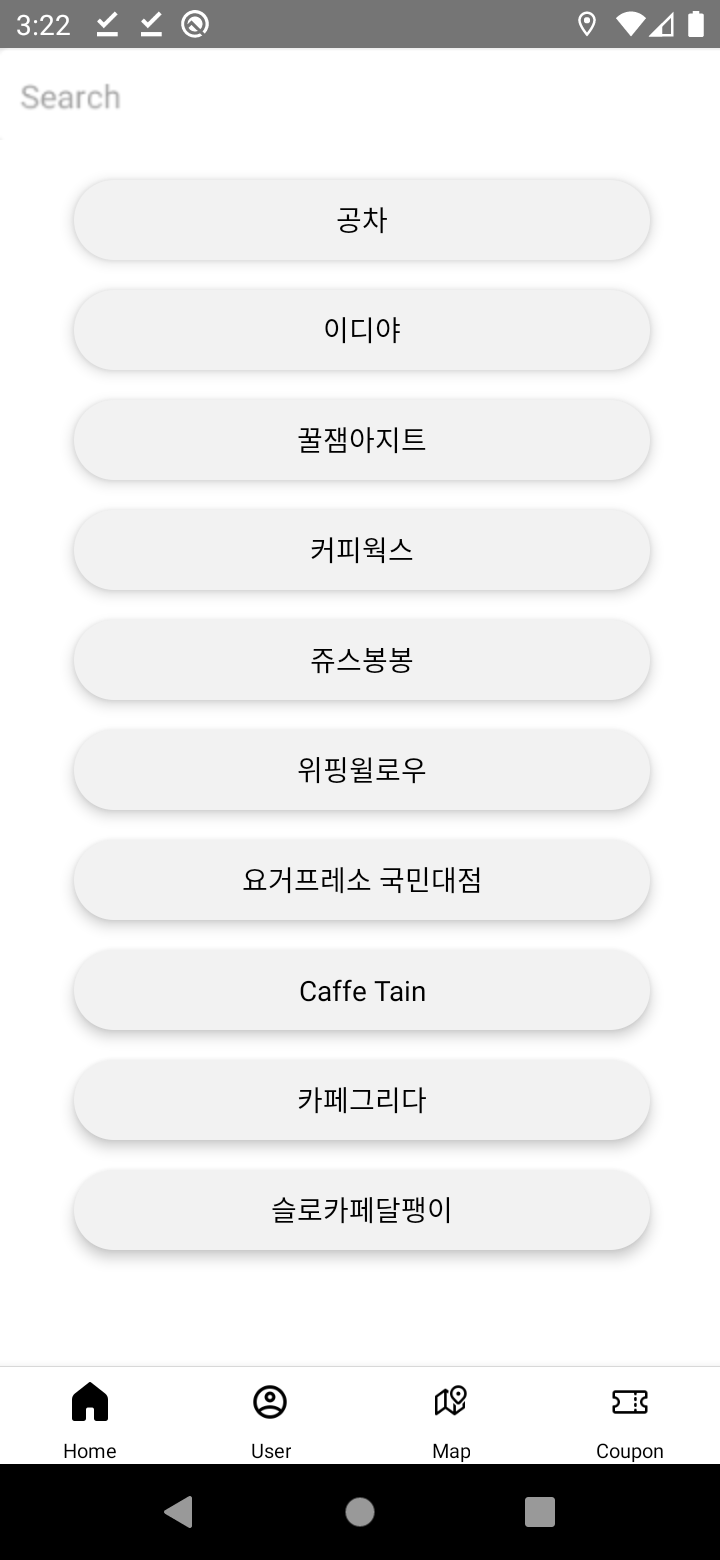 3:22
Search
공차
이디야
꿀잼아지트
커피웍스
쥬스봉봉
위핑윌로우
요거프레소 국민대점
Caffe Tain
카페그리다
슬로카페달팽이
Home
User
Map
Coupon